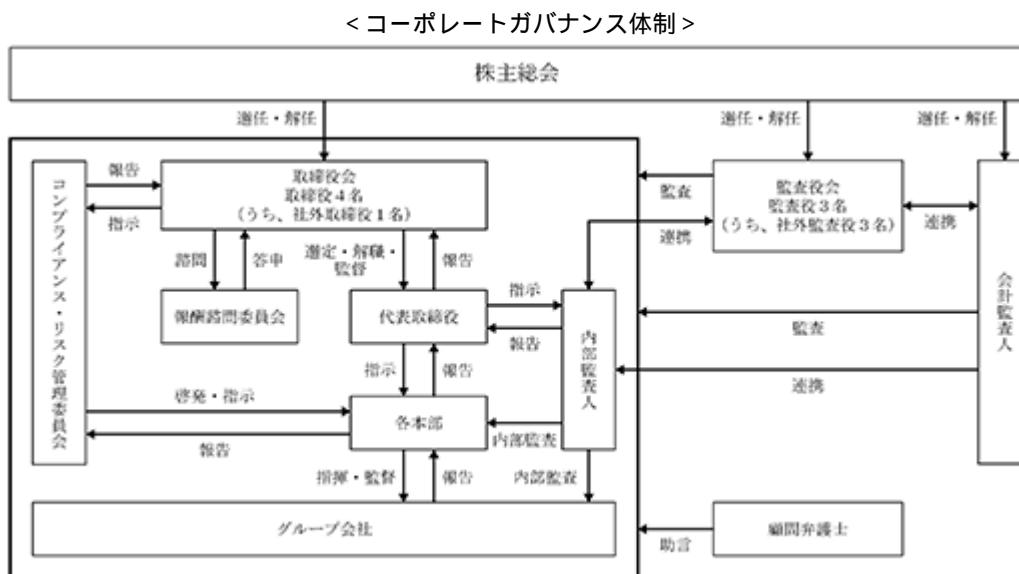 <コーポレートガバナンス体制>
株主総会
選任・解任
選任・解任
選任・解任
コンプライアンス・リスク管理委員会
報告
指示
取締役会
取締役4名
(うち、社外取締役1名)
監査
連携
監査役会
監査役3名
(うち、社外監査役3名)
連携
会計監査人
諮問
答申
選定・解職・
監督
報告
報酬諮問委員会
代表取締役
指示
報告
内部監査人
監査
連携
指示
報告
啓発・指示
報告
各本部
内部監査
指揮・監督
報告
内部監査
グループ会社
助言
顧問弁護士